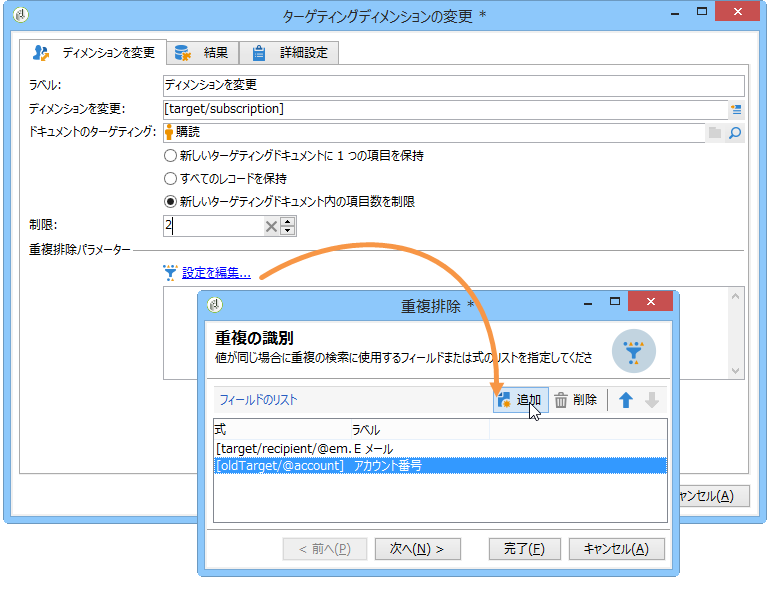 ターゲティングディメンションの変更 *
ディメンションを変更
結果
詳細設定
ラベル:
ディメンションを変更
ディメンションを変更:
[target/subscription]
ドキュメントのターゲティング:
購読
新しいターゲティングドキュメントに 1 つの項目を保持
すべてのレコードを保持
新しいターゲティングドキュメント内の項目数を制限
制限:
2
重複排除パラメーター
設定を編集...
重複排除 *
重複の識別
値が同じ場合に重複の検索に使用するフィールドまたは式のリストを指定してくださ
フィールドのリスト
追加
削除
式
ラベル
[target/recipient/@em...
E メール
[oldTarget/@account]
アカウント番号
< 前へ(P)
次へ(N) >
完了(F)
キャンセル(A)
ャンセル(A)